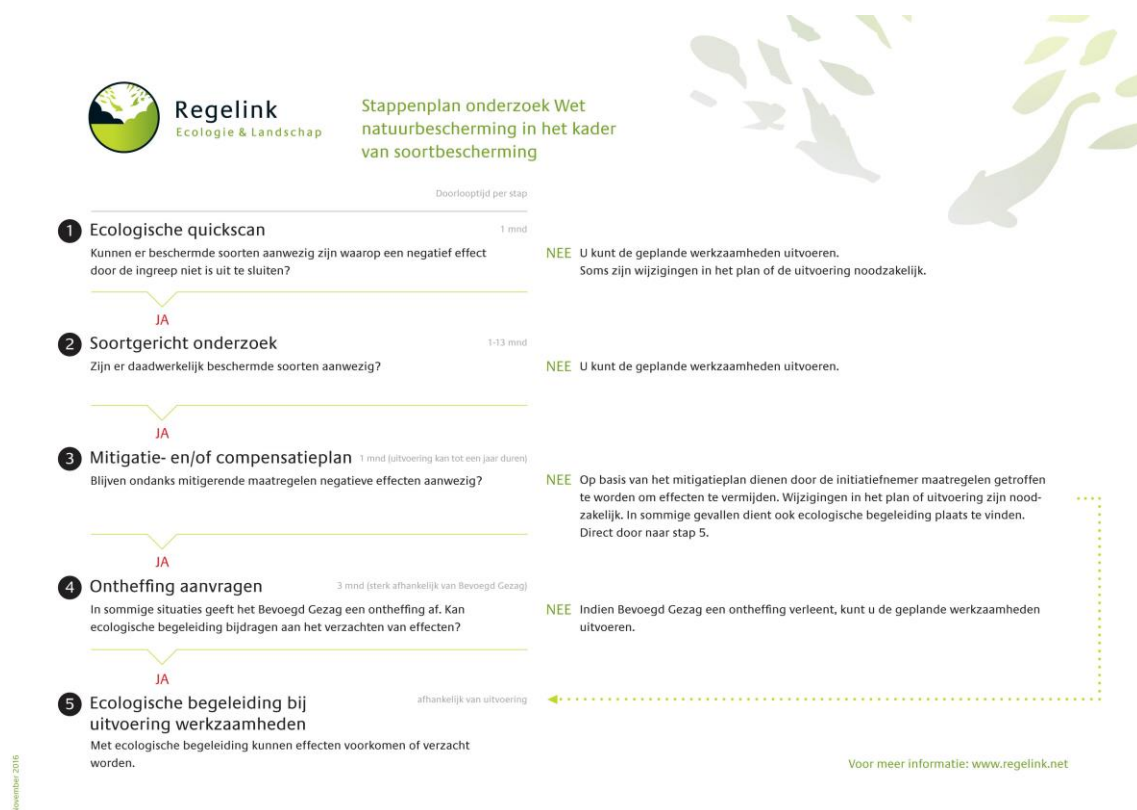 Regelink
Ecologie & Landschap
Stappenplan onderzoek Wet
natuurbescherming in het kader
van soortbescherming
Doorlooptijd per stap
1 Ecologische quickscan
1 mnd
Kunnen er beschermde soorten aanwezig zijn waarop een negatief effect
door de ingreep niet is uit te sluiten?
NEE U kunt de geplande werkzaamheden uitvoeren.
Soms zijn wijzigingen in het plan of de uitvoering noodzakelijk.
JA
2 Soortgericht onderzoek
1-13 mnd
Zijn er daadwerkelijk beschermde soorten aanwezig?
NEE U kunt de geplande werkzaamheden uitvoeren.
JA
3 Mitigatie- en/of compensatieplan
1 mnd (uitvoering kan tot een jaar duren)
Blijven ondanks mitigerende maatregelen negatieve effecten aanwezig?
NEE Op basis van het mitigatieplan dienen door de initiatiefnemer maatregelen getroffen
te worden om effecten te vermijden. Wijzigingen in het plan of uitvoering zijn nood-
zakelijk. In sommige gevallen dient ook ecologische begeleiding plaats te vinden.
Direct door naar stap 5.
JA
4 Ontheffing aanvragen
3 mnd (sterk afhankelijk van Bevoegd Gezag)
In sommige situaties geeft het Bevoegd Gezag een ontheffing af. Kan
ecologische begeleiding bijdragen aan het verzachten van effecten?
NEE Indien Bevoegd Gezag een ontheffing verleent, kunt u de geplande werkzaamheden
uitvoeren.
JA
5 Ecologische begeleiding bij
uitvoering werkzaamheden
afhankelijk van uitvoering
Met ecologische begeleiding kunnen effecten voorkomen of verzacht
worden.
Voor meer informatie: www.regelink.net
2016